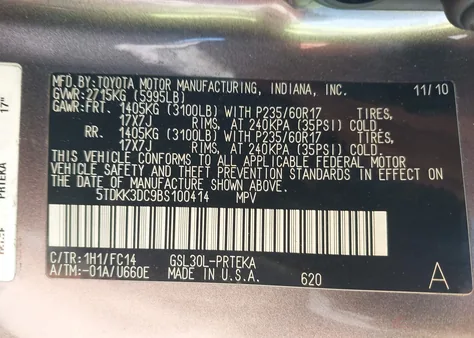 MFD.BY:TOYOTA MOTOR MANUFACTURING, INDIANA, INC. 11/10
GVWR:2715KG (5995LB)
GAWR:FRT. 1405KG (3100LB) WITH P235/60R17 TIRES,
17X7J RIMS, AT 240KPA (35PSI) COLD.
RR. 1405KG (3100LB) WITH P235/60R17 TIRES,
17X7J RIMS, AT 240KPA (35PSI) COLD.
THIS VEHICLE CONFORMS TO ALL APPLICABLE FEDERAL MOTOR
VEHICLE SAFETY AND THEFT PREVENTION STANDARDS IN EFFECT ON
THE DATE OF MANUFACTURE SHOWN ABOVE.
5TDKK3DC9BS100414 MPV
C/TR:1H1/FC14 GSL30L-PRTEKA
A/TM:-01A/U660E MADE IN U.S.A. 620 A
17"
PRTEKA